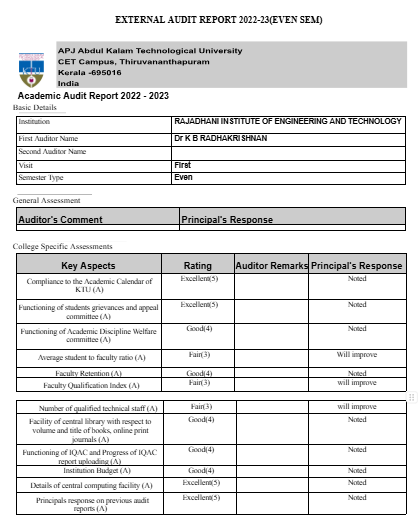 EXTERNAL AUDIT REPORT 2022-23(EVEN SEM)
APJ Abdul Kalam Technological University
CET Campus, Thiruvananthapuram
Kerala -695016
India
Academic Audit Report 2022 - 2023
Basic Details
Institution RAJADHANI INSTITUTE OF ENGINEERING AND TECHNOLOGY
First Auditor Name Dr K B RADHAKRISHNAN
Second Auditor Name
Visit First
Semester Type Even
General Assessment
Auditor's Comment Principal's Response
College Specific Assessments
Key Aspects Rating Auditor Remarks Principal's Response
Compliance to the Academic Calendar of Excellent(5) Noted
KTU (A)
Functioning of students grievances and appeal Excellent(5) Noted
committee (A)
Functioning of Academic Discipline Welfare Good(4) Noted
committee (A)
Average student to faculty ratio (A) Fair(3) Will improve
Faculty Retention (A) Good(4) Noted
Faculty Qualification Index (A) Fair(3) will improve
Number of qualified technical staff (A) Fair(3) will improve
Facility of central library with respect to Good(4) Noted
volume and title of books, online print
journals (A)
Functioning of IQAC and Progress of IQAC Good(4) Noted
report uploading (A)
Institution Budget (A) Good(4) Noted
Details of central computing facility (A) Excellent(5) Noted
Principals response on previous audit Excellent(5) Noted
reports (A)